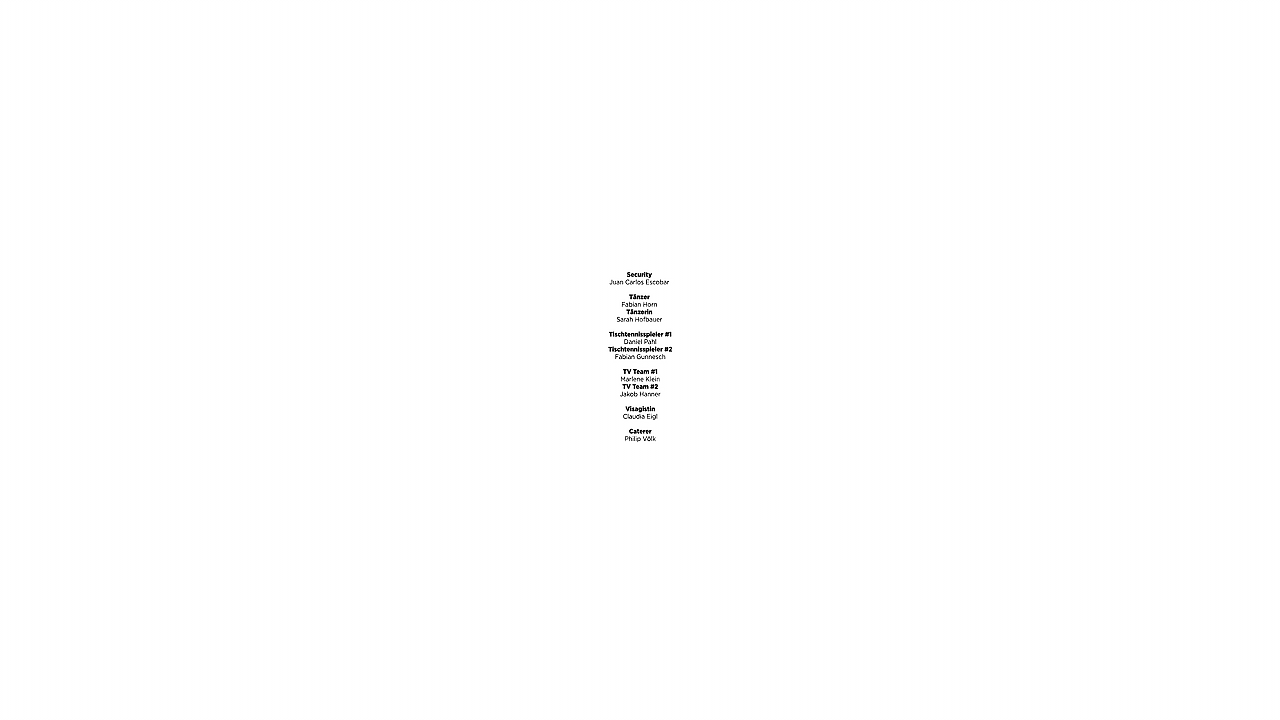 Security
Juan Carlos Escobar
Tänzer
Fabian Horn
Tänzerin
Sarah Hofbauer
Tischtennisspieler #1
Daniel Pahl
Tischtennisspieler #2
Fabian Gunnesch
TV Team #1
Marlene Klein
TV Team #2
Jakob Hanner
Visagistin
Claudia Eigl
Caterer
Philip Völk